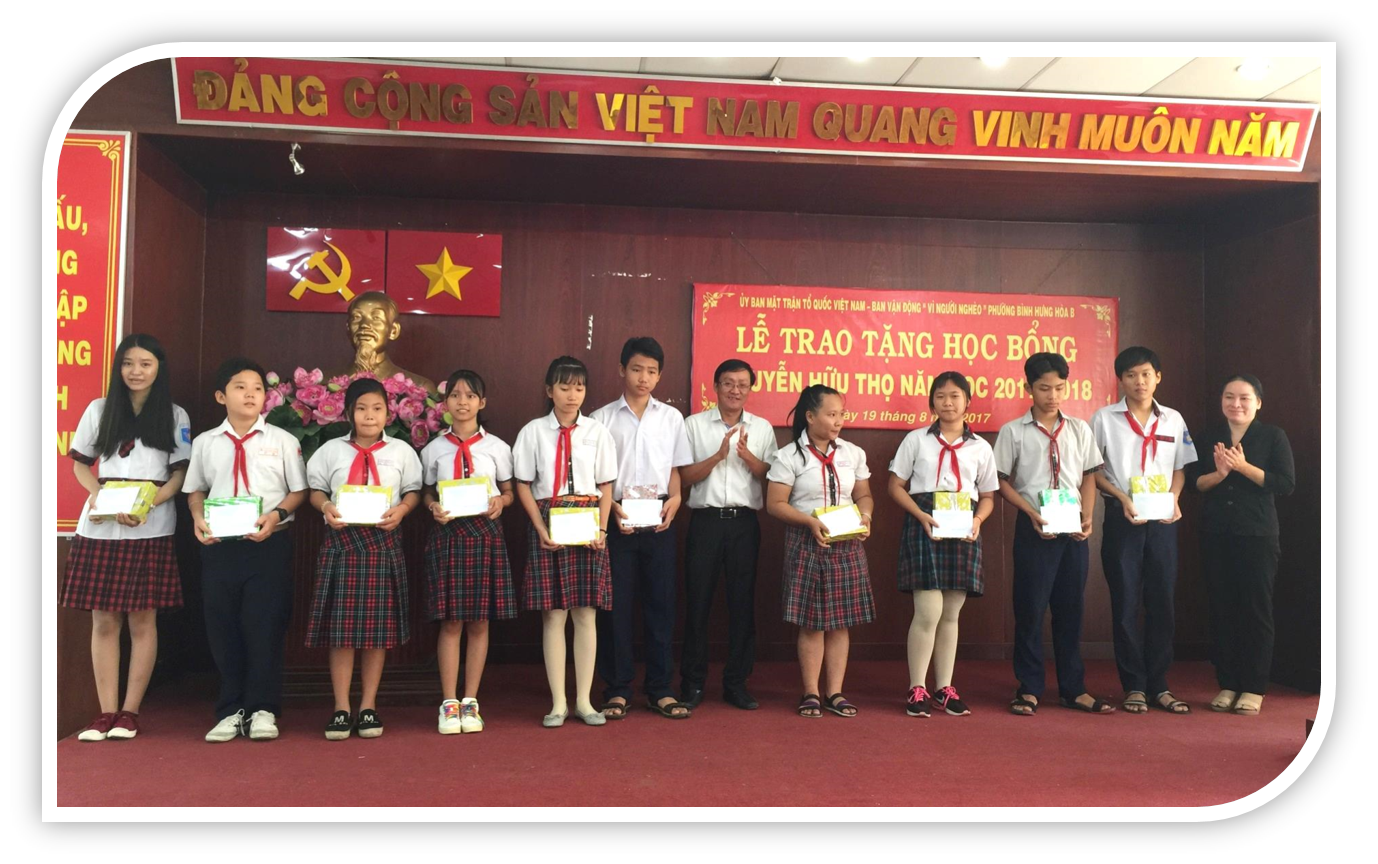 ĐẢNG CỘNG SẢN VIỆT NAM QUANG VINH MUÔN NĂM
ẤU,
NG
ẬP
NG
H
ỦY BAN MẶT TRẬN TỔ QUỐC VIỆT NAM - BAN VẬN ĐỘNG "VÌ NGƯỜI NGHÈO" PHƯỜNG BÌNH HƯNG HÒA B
LỄ TRAO TẶNG HỌC BỔNG
UYỄN HỮU THỌ NĂM HỌC 201 2018
ày 19 tháng 8 2017
M M